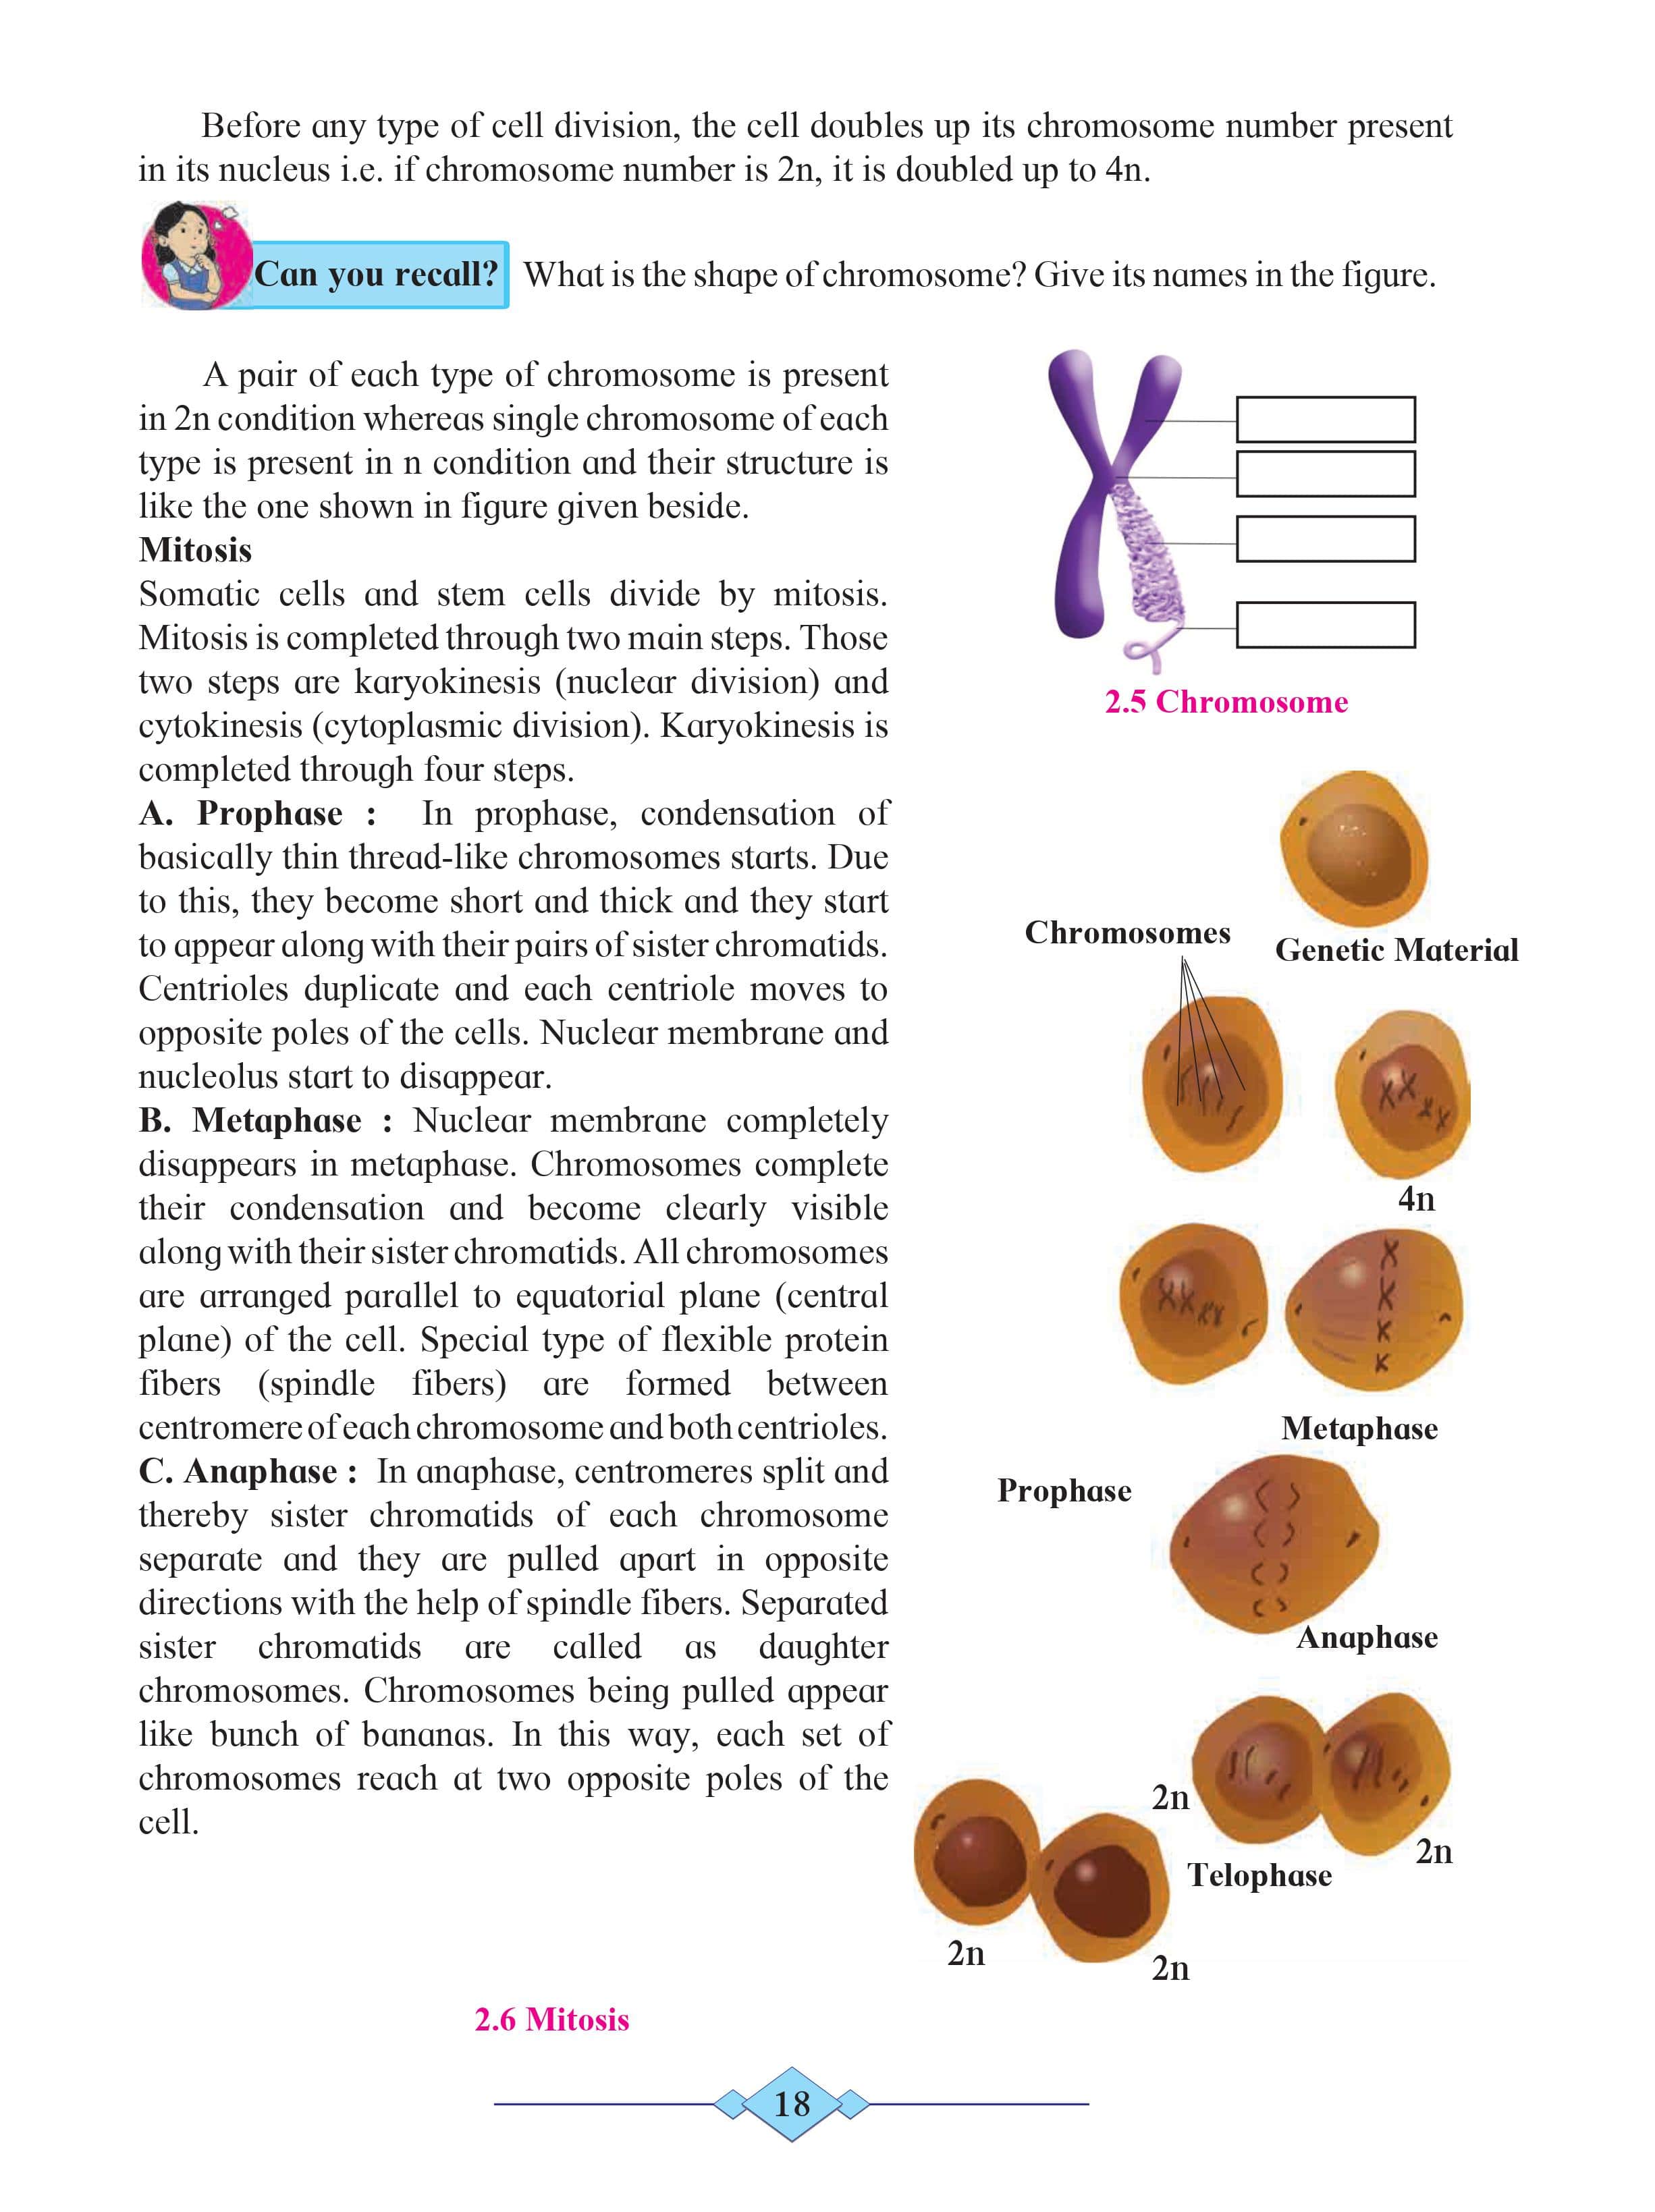 Before any type of cell division, the cell doubles up its chromosome number present
in its nucleus i.e. if chromosome number is 2n, it is doubled up to 4n.
Can you recall? What is the shape of chromosome? Give its names in the figure.
A pair of each type of chromosome is present
in 2n condition whereas single chromosome of each
type is present in n condition and their structure is
like the one shown in figure given beside.
Mitosis
Somatic cells and stem cells divide by mitosis.
Mitosis is completed through two main steps. Those
two steps are karyokinesis (nuclear division) and
cytokinesis (cytoplasmic division). Karyokinesis is
completed through four steps.
A. Prophase : In prophase, condensation of
basically thin thread-like chromosomes starts. Due
to this, they become short and thick and they start
to appear along with their pairs of sister chromatids.
Centrioles duplicate and each centriole moves to
opposite poles of the cells. Nuclear membrane and
nucleolus start to disappear.
B. Metaphase : Nuclear membrane completely
disappears in metaphase. Chromosomes complete
their condensation and become clearly visible
along with their sister chromatids. All chromosomes
are arranged parallel to equatorial plane (central
plane) of the cell. Special type of flexible protein
fibers (spindle fibers) are formed between
centromere of each chromosome and both centrioles.
C. Anaphase : In anaphase, centromeres split and
thereby sister chromatids of each chromosome
separate and they are pulled apart in opposite
directions with the help of spindle fibers. Separated
sister chromatids are called as daughter
chromosomes. Chromosomes being pulled appear
like bunch of bananas. In this way, each set of
chromosomes reach at two opposite poles of the
cell.
2.5 Chromosome
Chromosomes
Genetic Material
4n
Metaphase
Prophase
Anaphase
2n
2n
Telophase
2n
2n
2.6 Mitosis
18